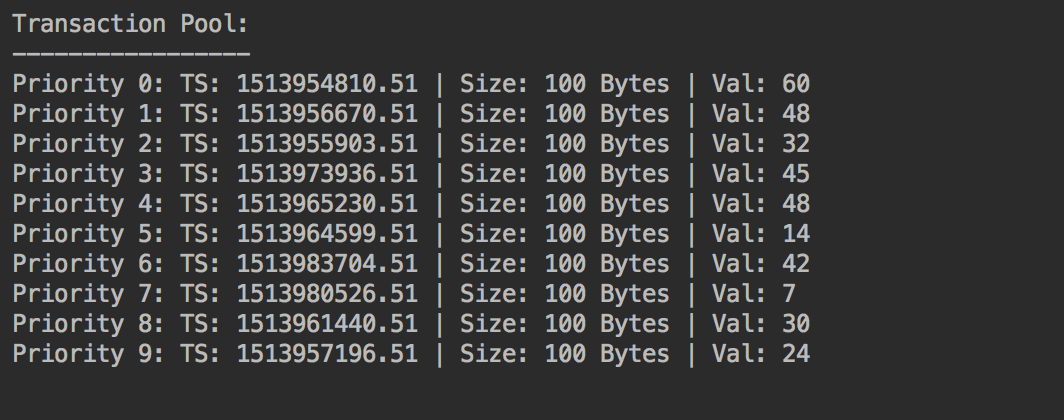 Transaction Pool:
-----------------
Priority 0: TS: 1513954810.51 | Size: 100 Bytes | Val: 60
Priority 1: TS: 1513956670.51 | Size: 100 Bytes | Val: 48
Priority 2: TS: 1513955903.51 | Size: 100 Bytes | Val: 32
Priority 3: TS: 1513973936.51 | Size: 100 Bytes | Val: 45
Priority 4: TS: 1513965230.51 | Size: 100 Bytes | Val: 48
Priority 5: TS: 1513964599.51 | Size: 100 Bytes | Val: 14
Priority 6: TS: 1513983704.51 | Size: 100 Bytes | Val: 42
Priority 7: TS: 1513980526.51 | Size: 100 Bytes | Val: 7
Priority 8: TS: 1513961440.51 | Size: 100 Bytes | Val: 30
Priority 9: TS: 1513957196.51 | Size: 100 Bytes | Val: 24